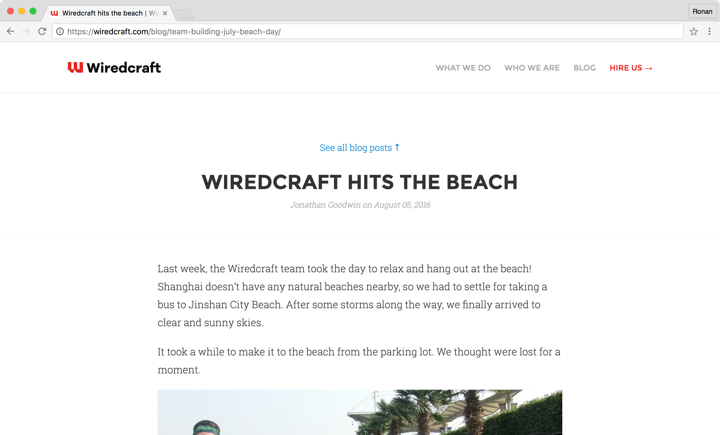 Wiredcraft hits the beach | Wi
Ronan
https://wiredcraft.com/blog/team-building-july-beach-day/
Wiredcraft
WHAT WE DO WHO WE ARE BLOG HIRE US →
See all blog posts ↑
WIREDCRAFT HITS THE BEACH
Jonathan Goodwin on August 05, 2016
Last week, the Wiredcraft team took the day to relax and hang out at the beach!
Shanghai doesn't have any natural beaches nearby, so we had to settle for taking a
bus to Jinshan City Beach. After some storms along the way, we finally arrived to
clear and sunny skies.
It took a while to make it to the beach from the parking lot. We thought were lost for a
moment.